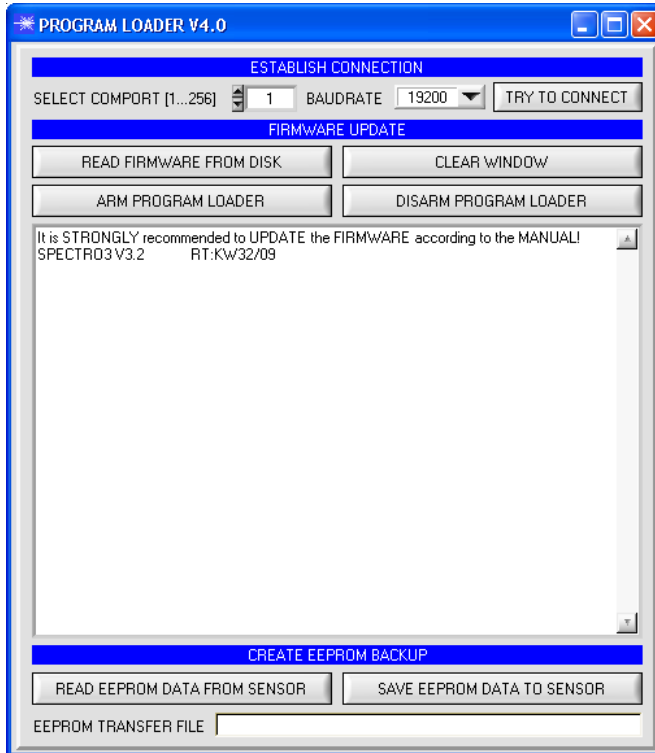 PROGRAM LOADER V4.0
ESTABLISH CONNECTION
SELECT COMPORT [1...256] 1 BAUDRATE 19200 TRY TO CONNECT
FIRMWARE UPDATE
READ FIRMWARE FROM DISK CLEAR WINDOW
ARM PROGRAM LOADER DISARM PROGRAM LOADER
It is STRONGLY recommended to UPDATE the FIRMWARE according to the MANUAL!
SPECTRO3 V3.2 RT:KW32/09
CREATE EEPROM BACKUP
READ EEPROM DATA FROM SENSOR SAVE EEPROM DATA TO SENSOR
EEPROM TRANSFER FILE